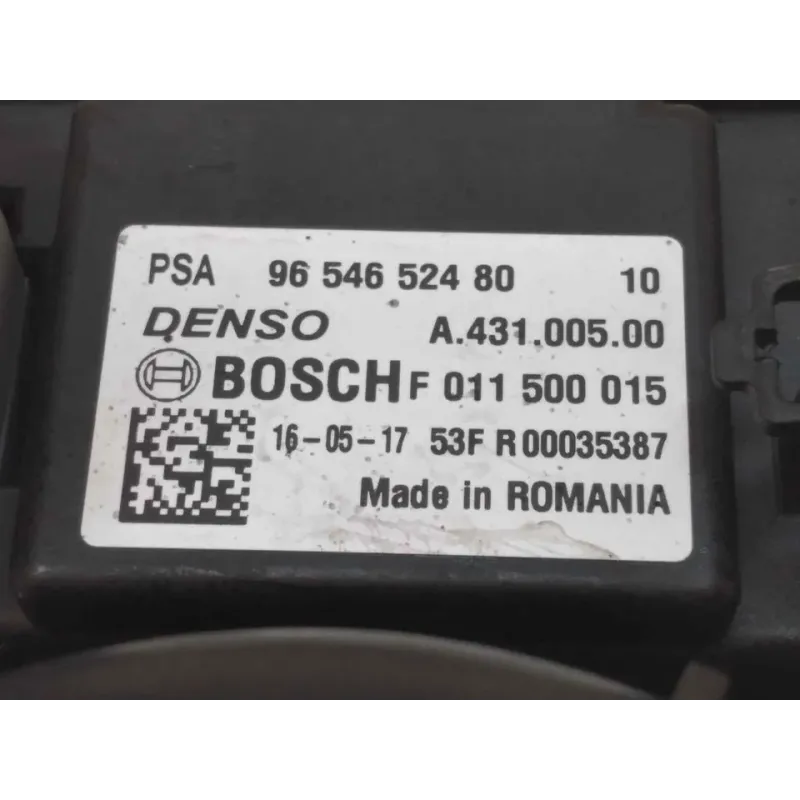 PSA 96 546 524 80 10
DENSO A.431.005.00
BOSCH F 011 500 015
16-05-17 53F R 00035387
Made in ROMANIA